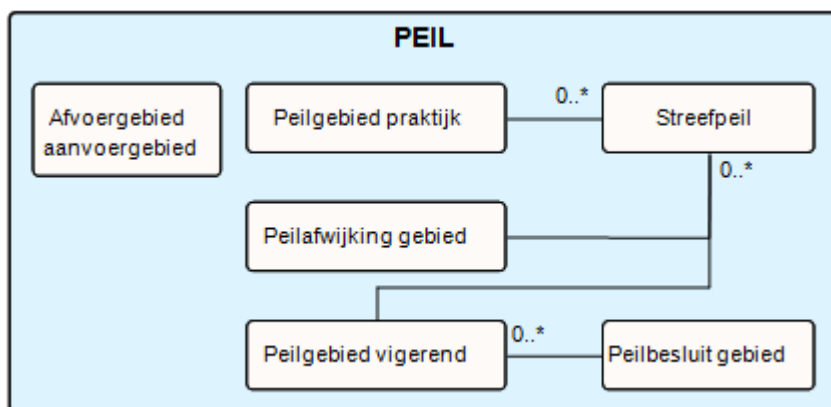 PEIL
Afvoergebied
aanvoergebied
Peilgebied praktijk
0..*
Streefpeil
0..*
Peilafwijking gebied
Peilgebied vigerend
0..*
Peilbesluit gebied